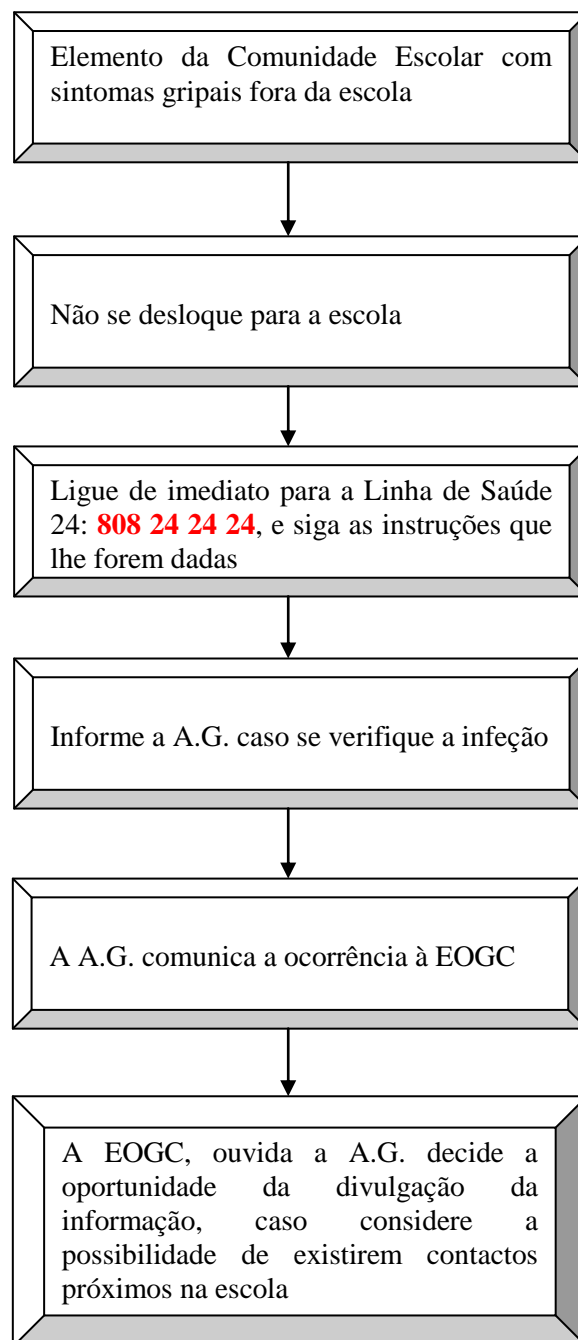 Elemento da Comunidade Escolar com
sintomas gripais fora da escola
Não se desloque para a escola
Ligue de imediato para a Linha de Saúde
24: 808 24 24 24, e siga as instruções que
lhe forem dadas
Informe a A.G. caso se verifique a infeção
A A.G. comunica a ocorrência à EOGC
A EOGC, ouvida a A.G. decide a
oportunidade da divulgação da
informação, caso considere a
possibilidade de existirem contactos
próximos na escola